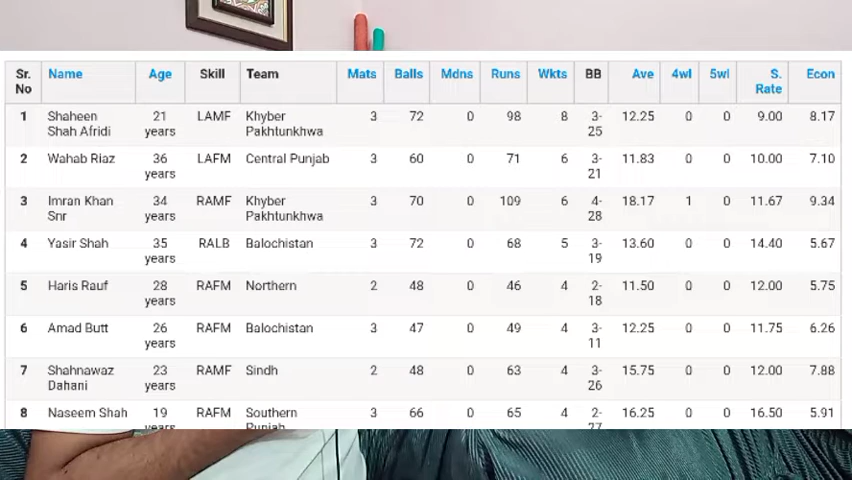 Sr. No Name Age Skill Team Mats Balls Mdns Runs Wkts BB Ave 4wl 5wl S. Rate Econ
1 Shaheen Shah Afridi 21 years LAMF Khyber Pakhtunkhwa 3 72 0 98 8 3-25 12.25 0 0 9.00 8.17
2 Wahab Riaz 36 years LAFM Central Punjab 3 60 0 71 6 3-21 11.83 0 0 10.00 7.10
3 Imran Khan Snr 34 years RAMF Khyber Pakhtunkhwa 3 70 0 109 6 4-28 18.17 1 0 11.67 9.34
4 Yasir Shah 35 years RALB Balochistan 3 72 0 68 5 3-19 13.60 0 0 14.40 5.67
5 Haris Rauf 28 years RAFM Northern 2 48 0 46 4 2-18 11.50 0 0 12.00 5.75
6 Amad Butt 26 years RAFM Balochistan 3 47 0 49 4 3-11 12.25 0 0 11.75 6.26
7 Shahnawaz Dahani 23 years RAMF Sindh 2 48 0 63 4 3-26 15.75 0 0 12.00 7.88
8 Naseem Shah 19 years RAFM Southern Punjab 3 66 0 65 4 2-27 16.25 0 0 16.50 5.91